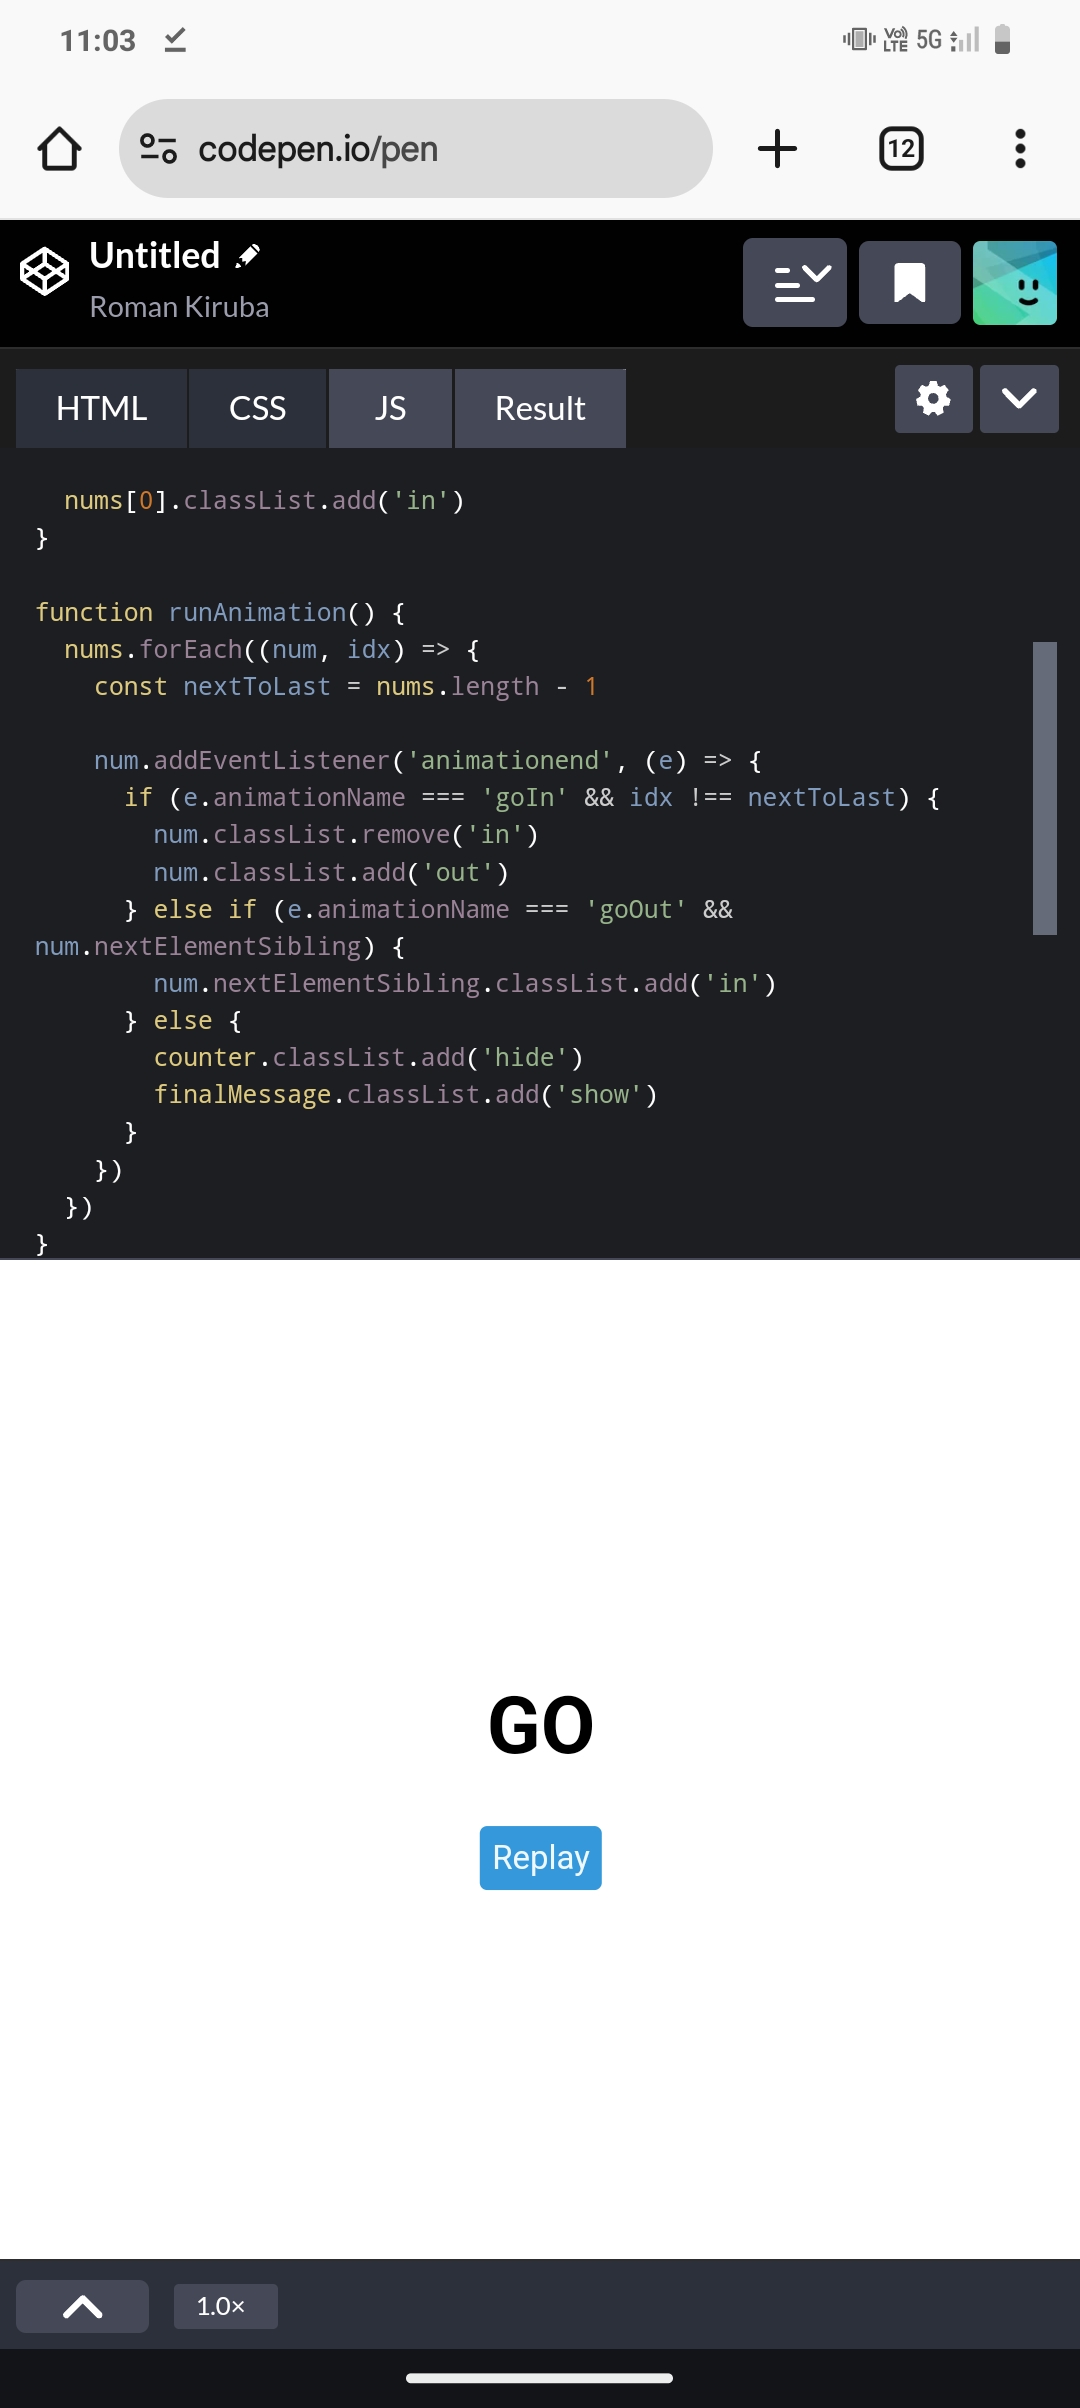 11:03
Vo)) LTE 5G
codepen.io/pen
12
Untitled
Roman Kiruba
HTML CSS JS Result
nums[0].classList.add('in')
}
function runAnimation() {
nums.forEach((num, idx) => {
const nextToLast = nums.length - 1
num.addEventListener('animationend', (e) => {
if (e.animationName === 'goIn' && idx !== nextToLast) {
num.classList.remove('in')
num.classList.add('out')
} else if (e.animationName === 'goOut' &&
num.nextElementSibling) {
num.nextElementSibling.classList.add('in')
} else {
counter.classList.add('hide')
finalMessage.classList.add('show')
}
})
})
}
GO
Replay
1.0×